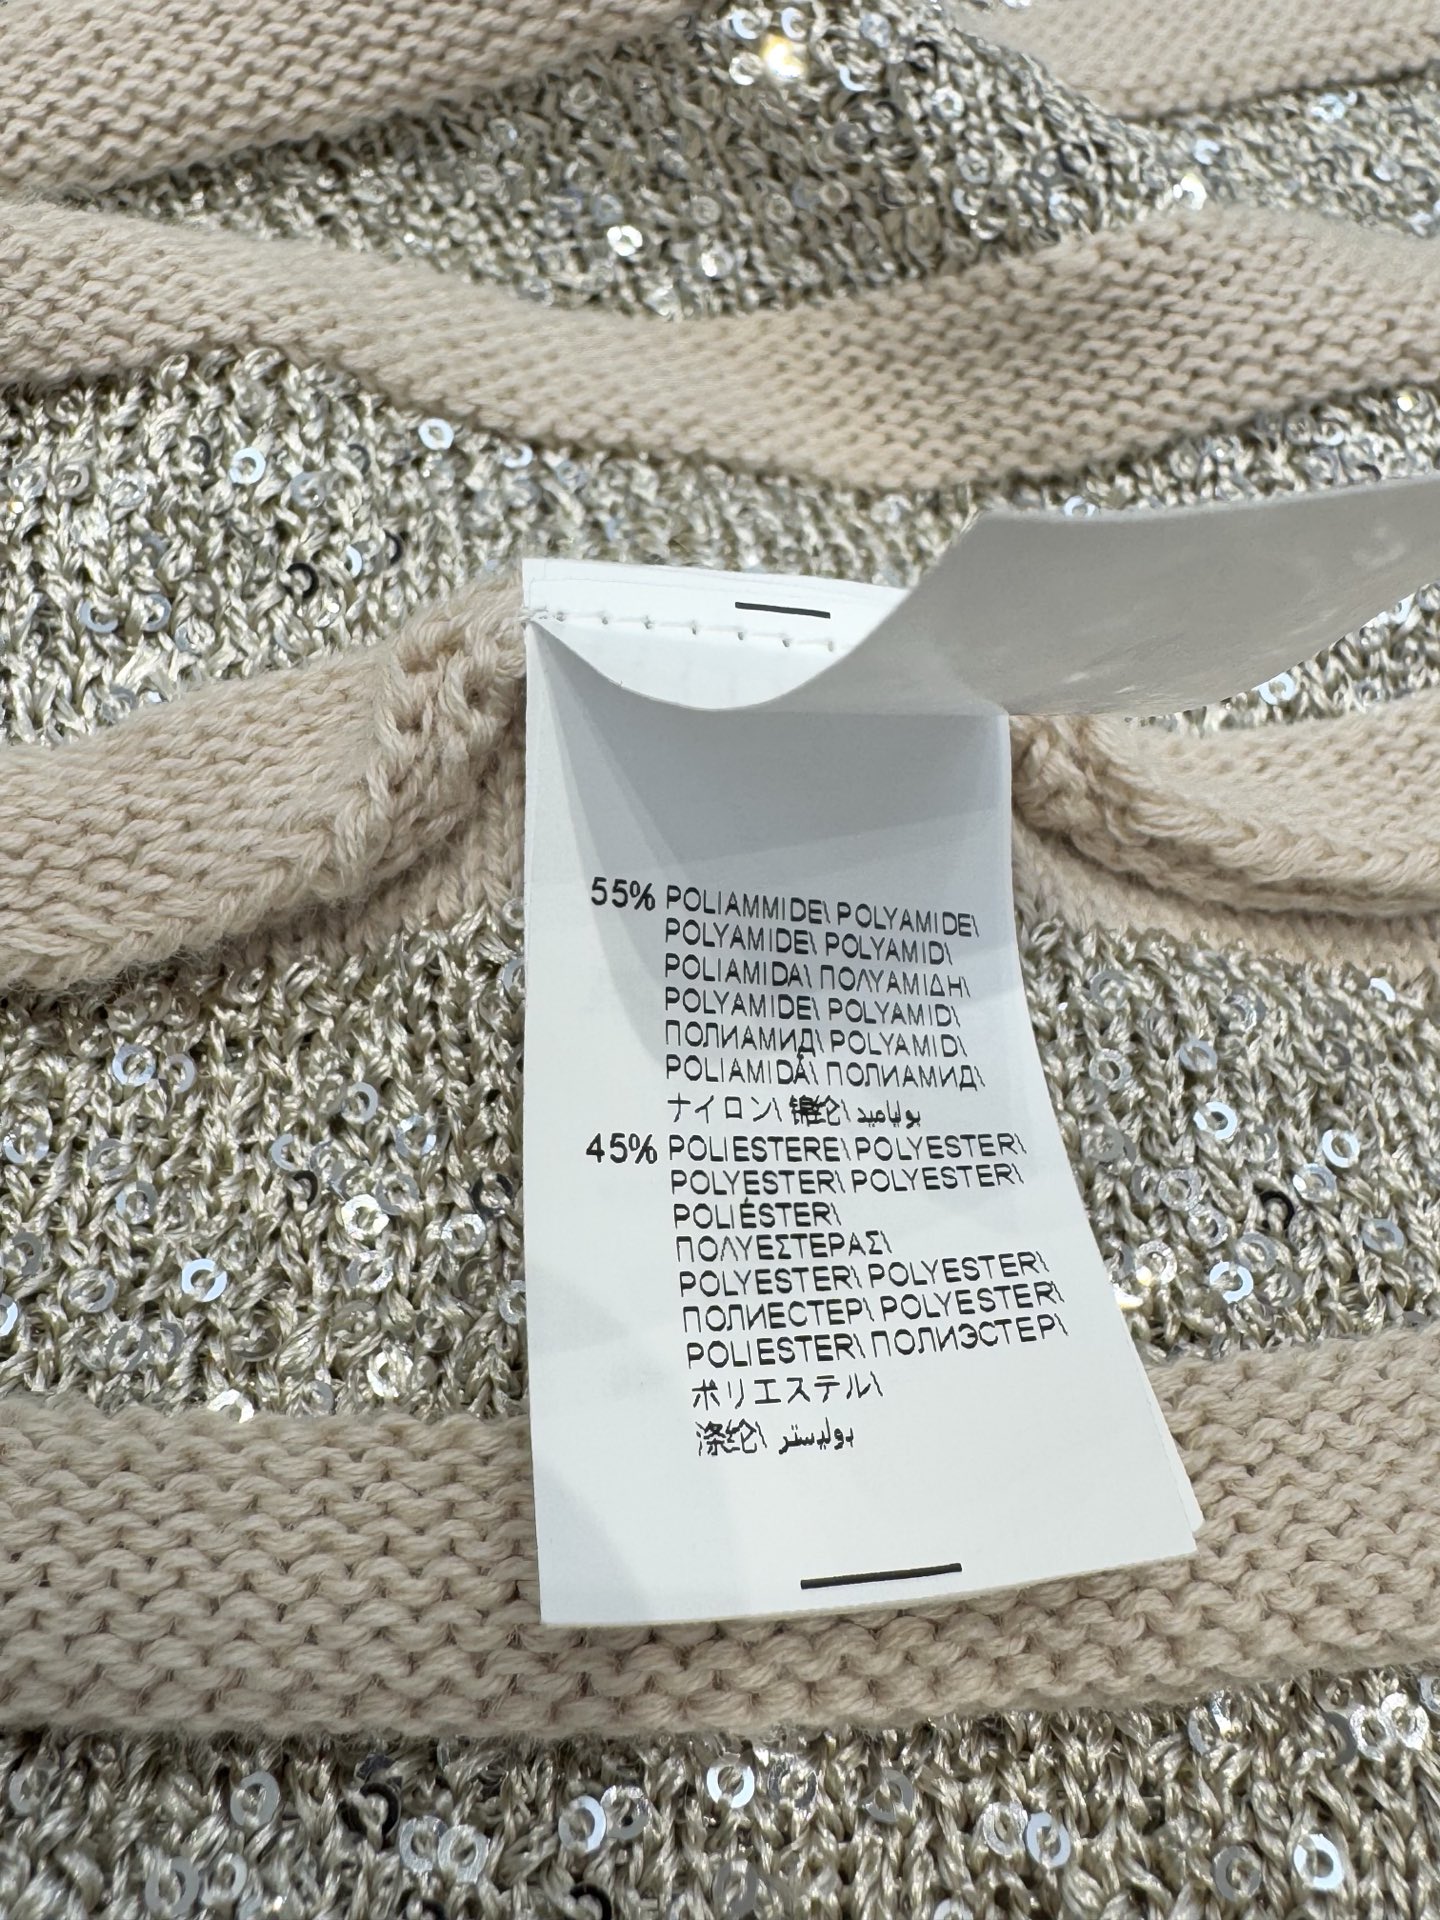 55% POLIAMMIDE\ POLYAMIDE\
POLYAMIDE\ POLYAMID\
POLIAMIDA\ ΠΟΛΥΑΜΙΔΗ\
POLYAMIDE\ POLYAMID\
ПОЛИАМИД\ POLYAMID\
POLIAMIDĂ\ ПОЛИАМИД\
ナイロン\ 锦纶\ بولياميد
45% POLIESTERE\ POLYESTER\
POLYESTER\ POLYESTER\
POLIÉSTER\
ΠΟΛΥΕΣΤΕΡΑΣ\
POLYESTER\ POLYESTER\
ПОЛИЕСТЕР\ POLYESTER\
POLIESTER\ ПОЛИЭСТЕР\
ポリエステル\
涤纶\ بوليستر